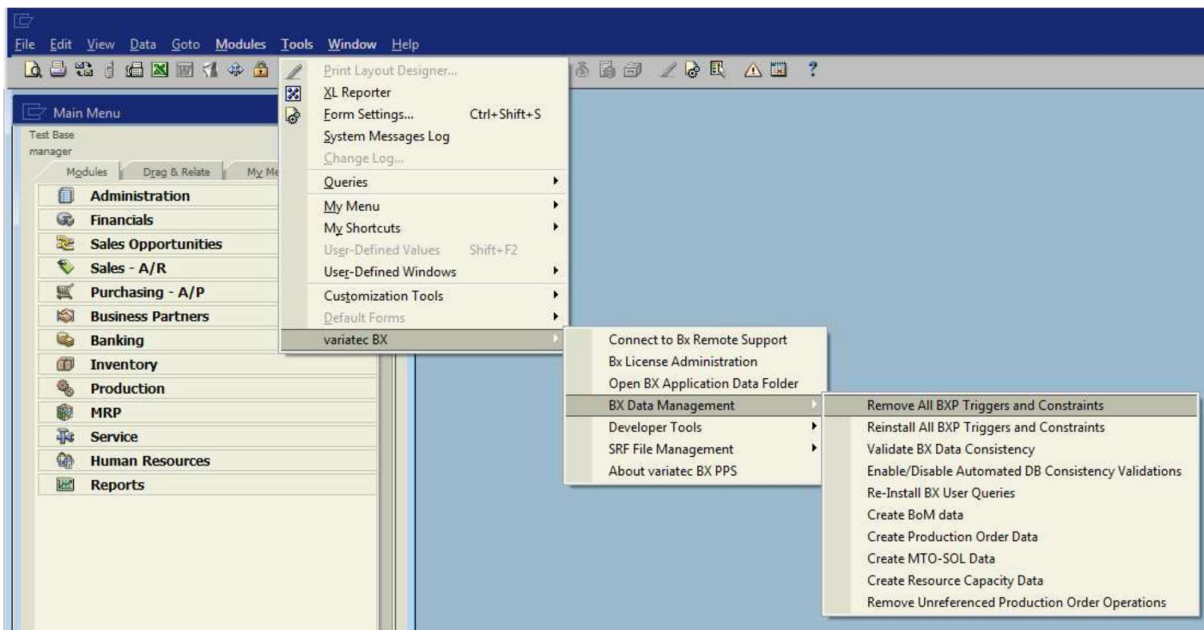 File Edit View Data Goto Modules Tools Window Help
Main Menu
Test Base
manager
Modules Drag & Relate My Me
Administration
Financials
Sales Opportunities
Sales - A/R
Purchasing - A/P
Business Partners
Banking
Inventory
Production
MRP
Service
Human Resources
Reports
Print Layout Designer...
XL Reporter
Form Settings... Ctrl+Shift+S
System Messages Log
Change Log...
Queries
My Menu
My Shortcuts
User-Defined Values Shift+F2
User-Defined Windows
Customization Tools
Default Forms
variatec BX
Connect to Bx Remote Support
Bx License Administration
Open BX Application Data Folder
BX Data Management
Developer Tools
SRF File Management
About variatec BX PPS
Remove All BXP Triggers and Constraints
Reinstall All BXP Triggers and Constraints
Validate BX Data Consistency
Enable/Disable Automated DB Consistency Validations
Re-Install BX User Queries
Create BoM data
Create Production Order Data
Create MTO-SOL Data
Create Resource Capacity Data
Remove Unreferenced Production Order Operations